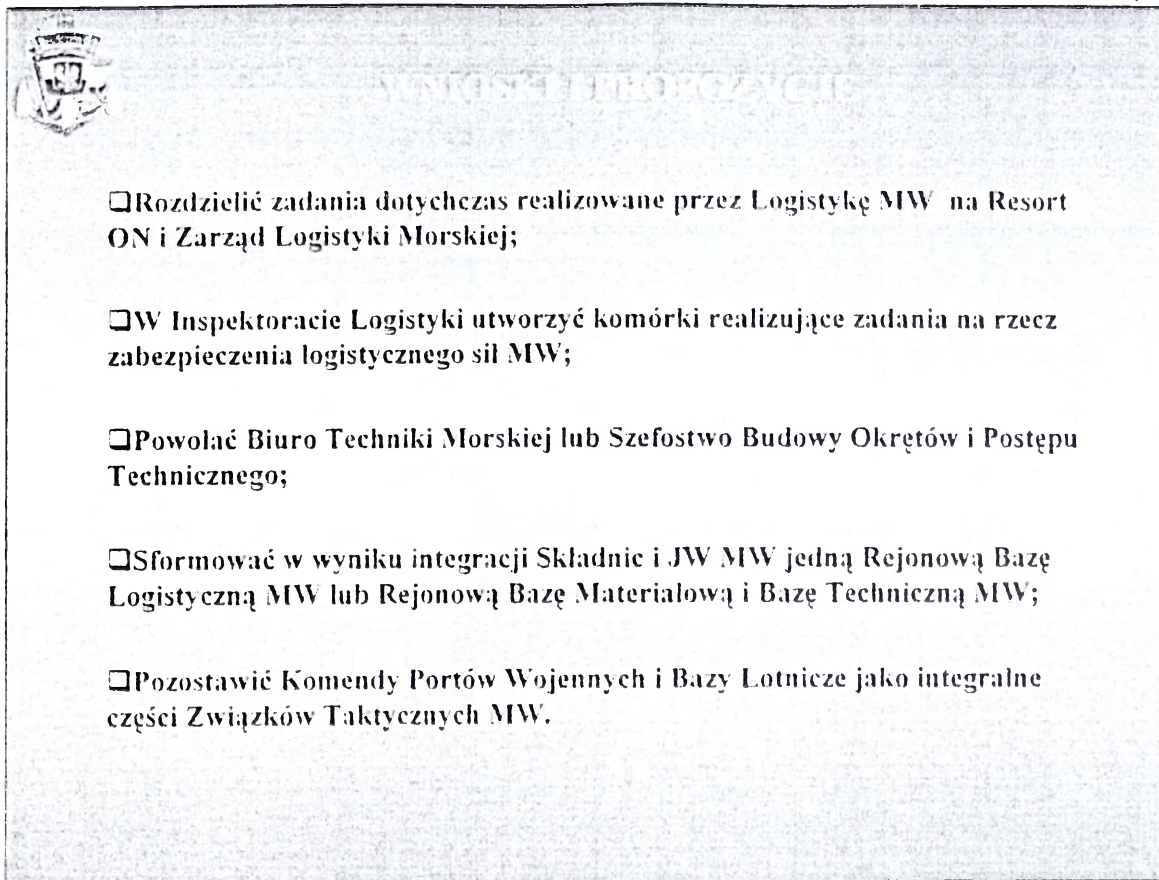 WNIOSKI I PROPOZYCJE
❑Rozdzielić zadania dotychczas realizowane przez Logistykę MW na Resort
ON i Zarząd Logistyki Morskiej;
❑W Inspektoracie Logistyki utworzyć komórki realizujące zadania na rzecz
zabezpieczenia logistycznego sił MW;
❑Powołać Biuro Techniki Morskiej lub Szefostwo Budowy Okrętów i Postępu
Technicznego;
❑Sformować w wyniku integracji Składnic i JW MW jedną Rejonową Bazę
Logistyczną MW lub Rejonową Bazę Materiałową i Bazę Techniczną MW;
❑Pozostawić Komendy Portów Wojennych i Bazy Lotnicze jako integralne
części Związków Taktycznych MW.